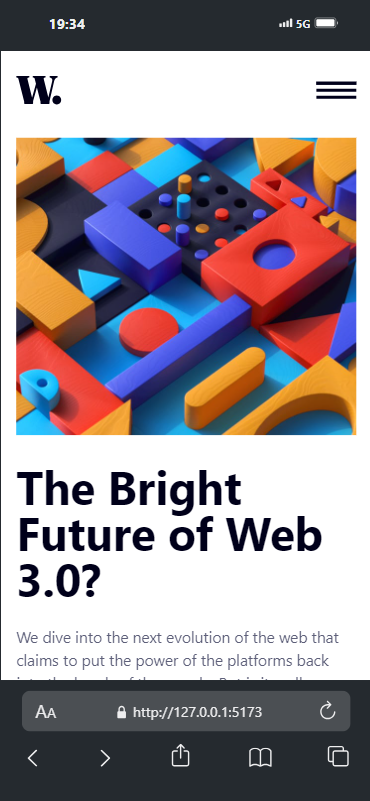 19:34
5G
W.
The Bright
Future of Web
3.0?
We dive into the next evolution of the web that
claims to put the power of the platforms back
AA
http://127.0.0.1:5173